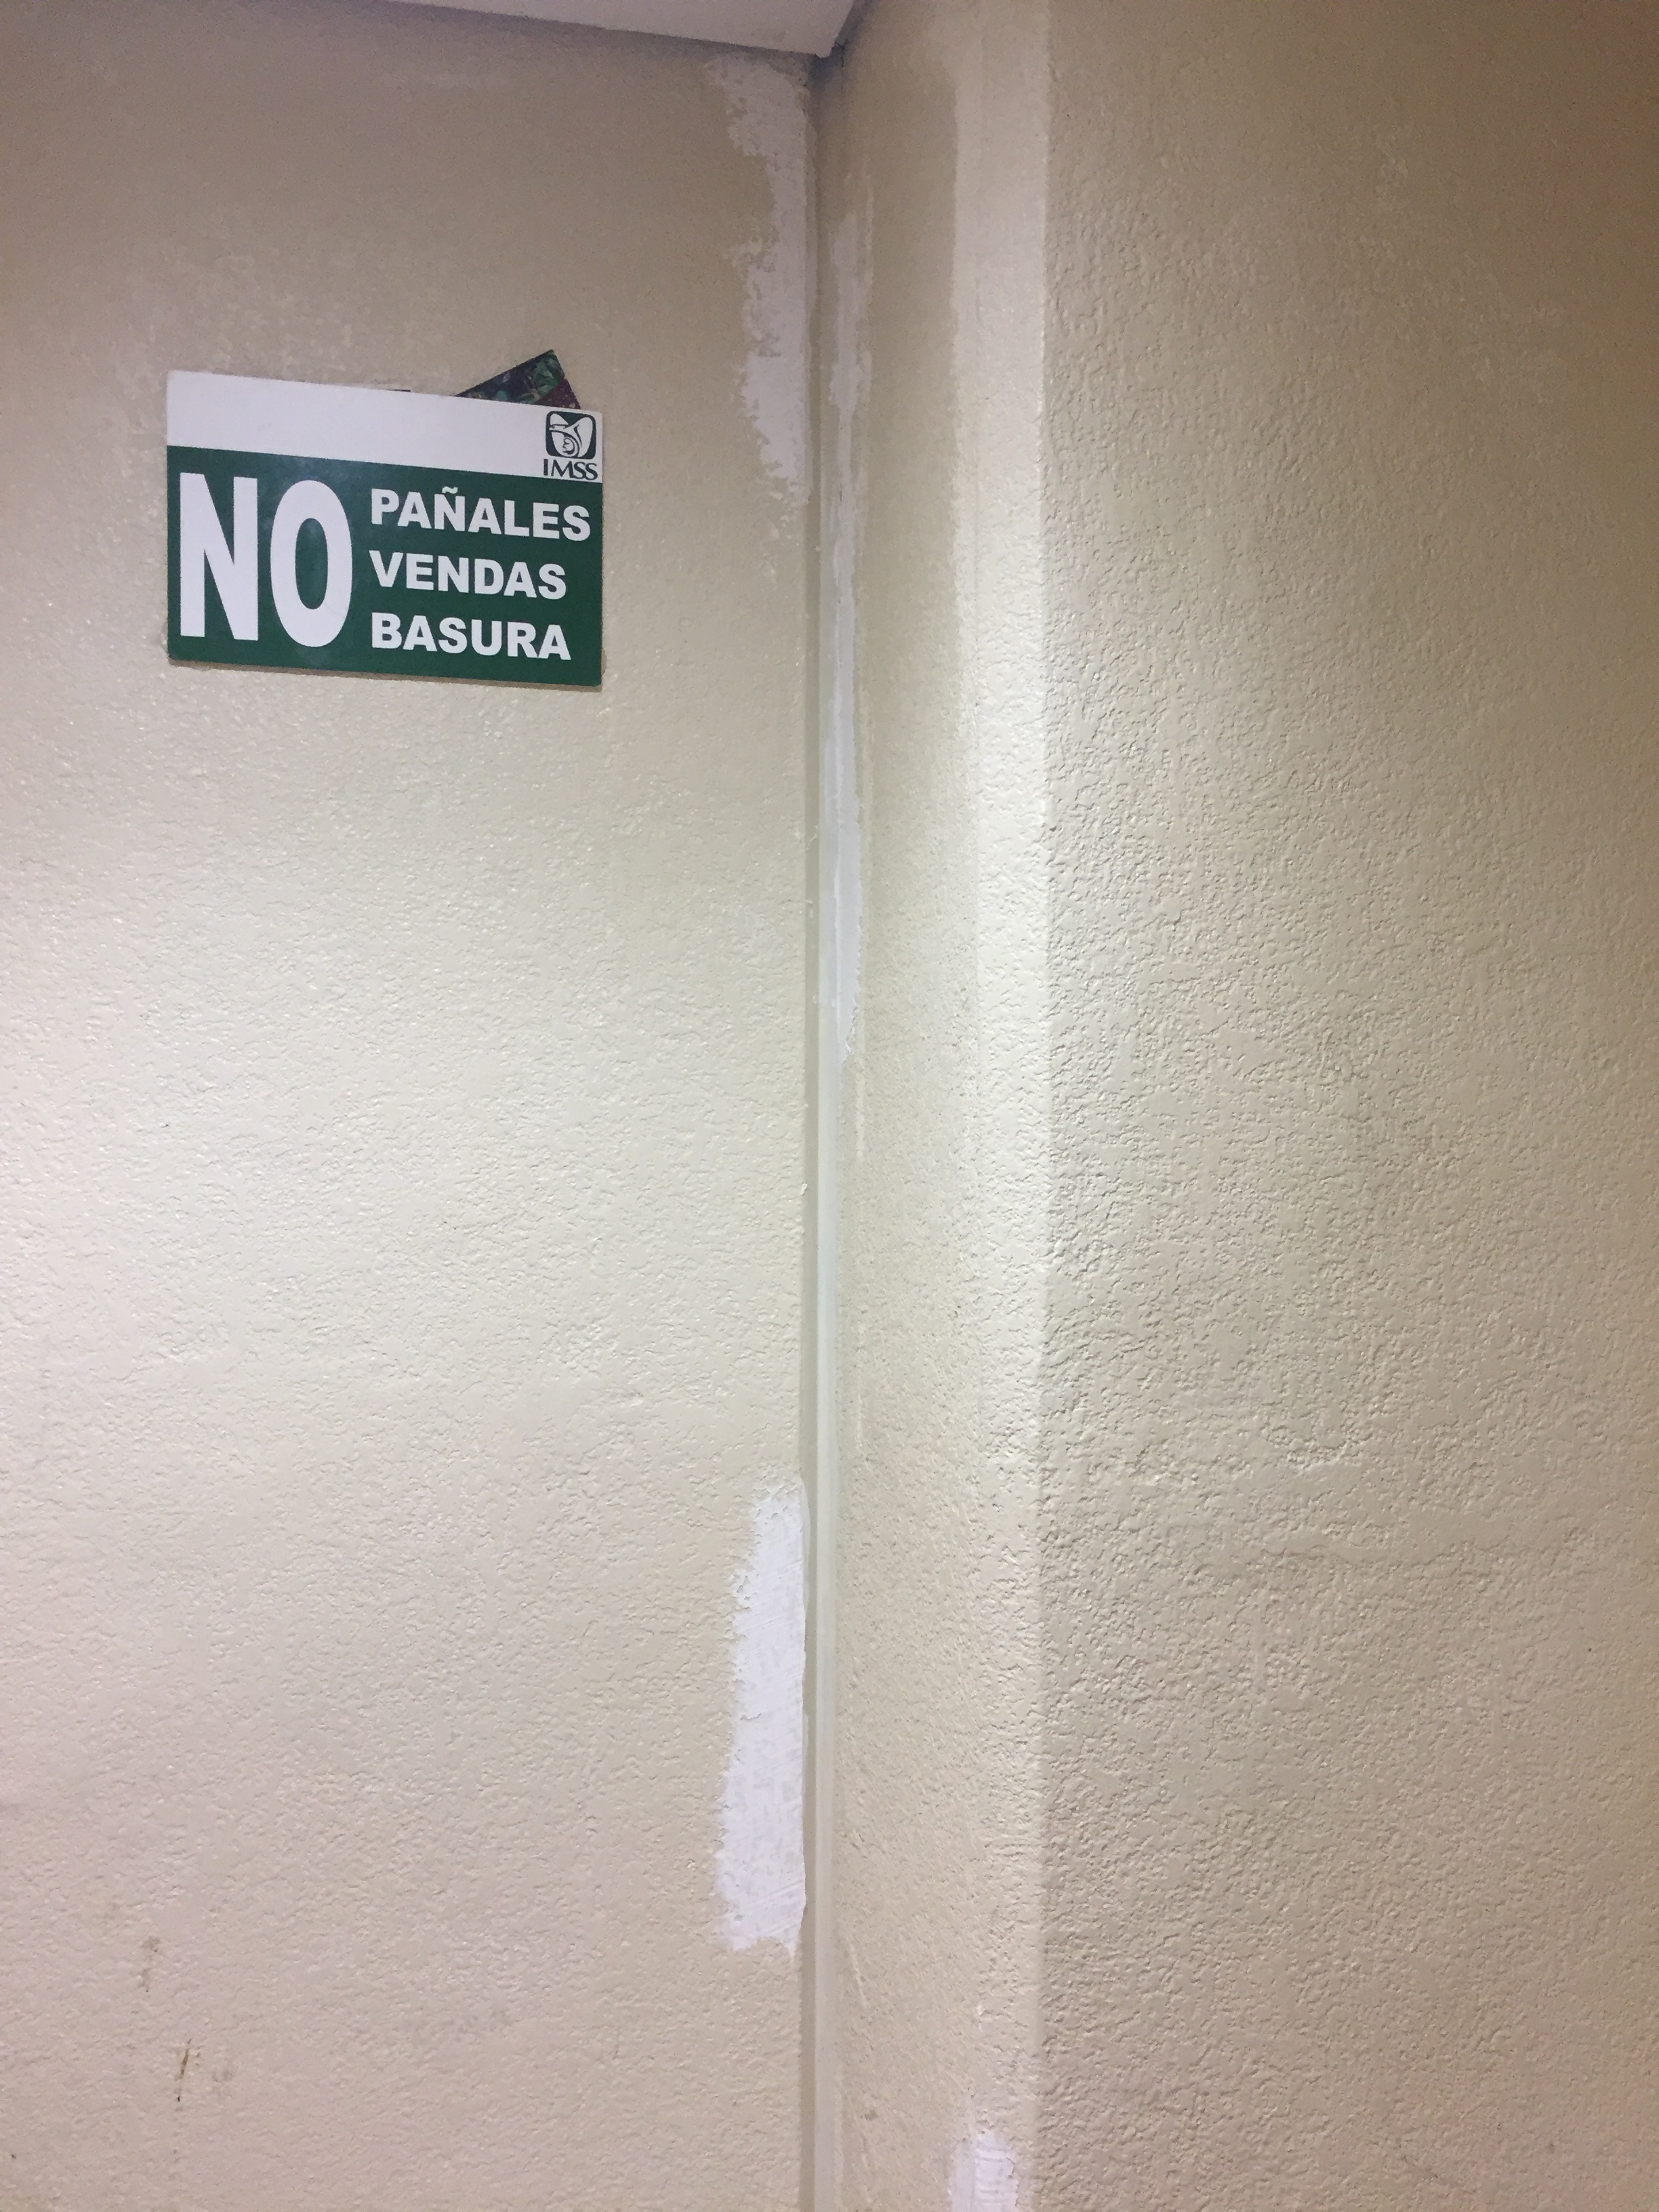 IMSS
NO
PAÑALES
VENDAS
BASURA